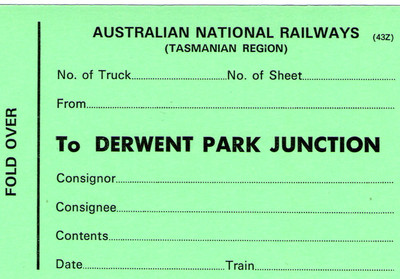 AUSTRALIAN NATIONAL RAILWAYS (43Z)
(TASMANIAN REGION)
No. of Truck..........No. of Sheet..........
From..........
To DERWENT PARK JUNCTION
Consignor..........
Consignee..........
Contents..........
Date..........Train..........
FOLD OVER